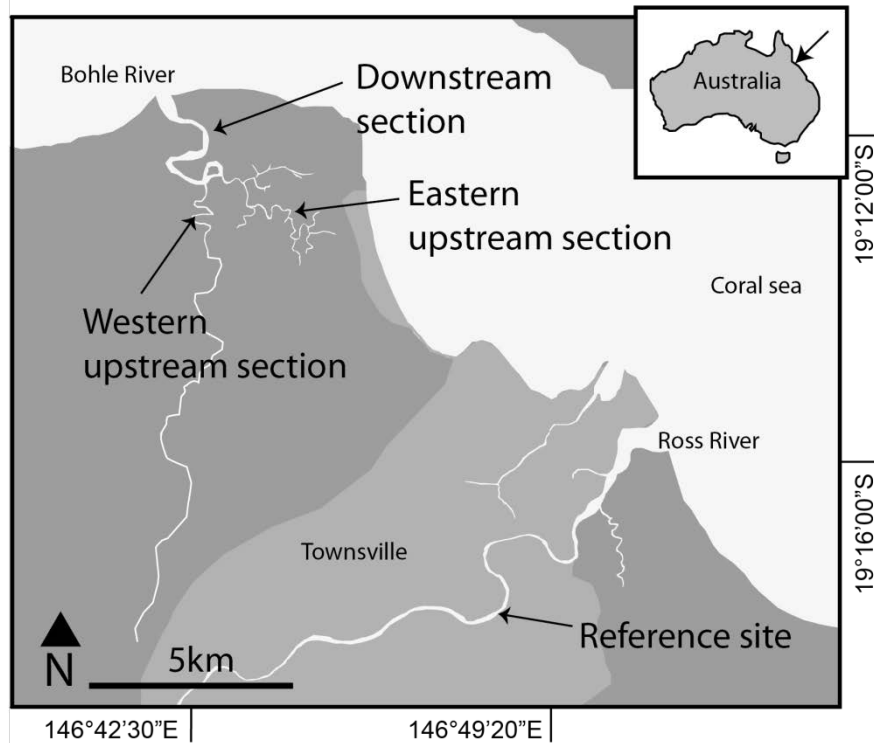 Bohle River
Downstream
section
Australia
Eastern
upstream section
19°12'00"S
Coral sea
Western
upstream section
Ross River
Townsville
19°16'00"S
Reference site
N
5km
146°42'30"E
146°49'20"E